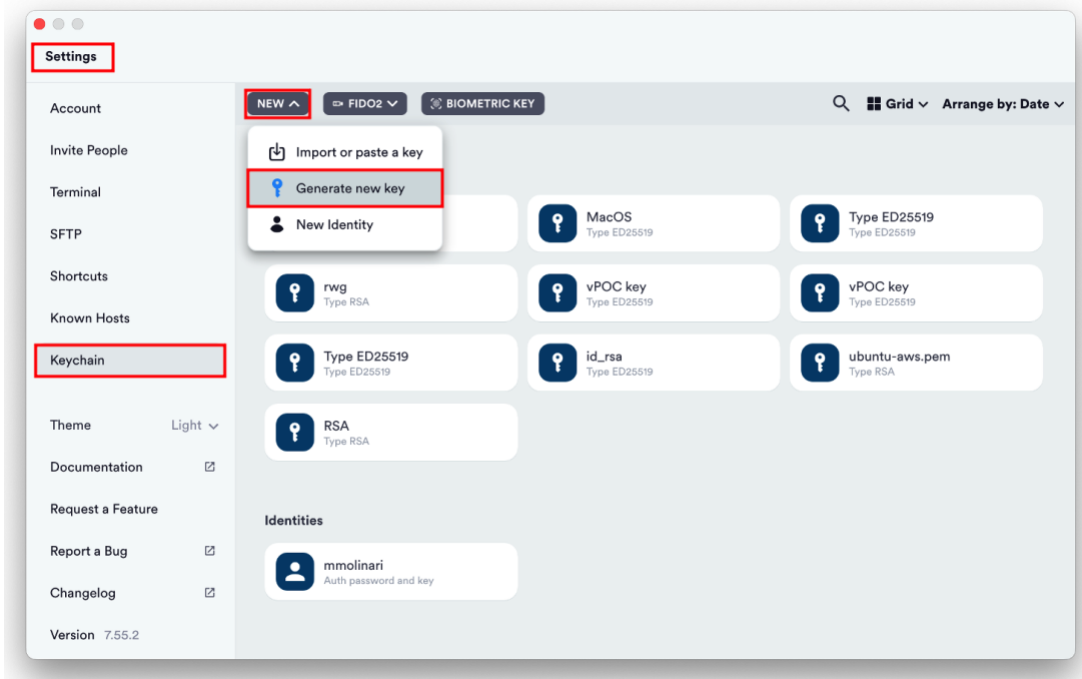 Settings
Account
Invite People
Terminal
SFTP
Shortcuts
Known Hosts
Keychain
Theme Light
Documentation
Request a Feature
Report a Bug
Changelog
Version 7.55.2
NEW FIDO2 BIOMETRIC KEY Grid Arrange by: Date
Import or paste a key
Generate new key
New Identity
MacOS
Type ED25519
Type ED25519
Type ED25519
rwg
Type RSA
vPOC key
Type ED25519
vPOC key
Type ED25519
Type ED25519
Type ED25519
id_rsa
Type ED25519
ubuntu-aws.pem
Type RSA
RSA
Type RSA
Identities
mmolinari
Auth password and key